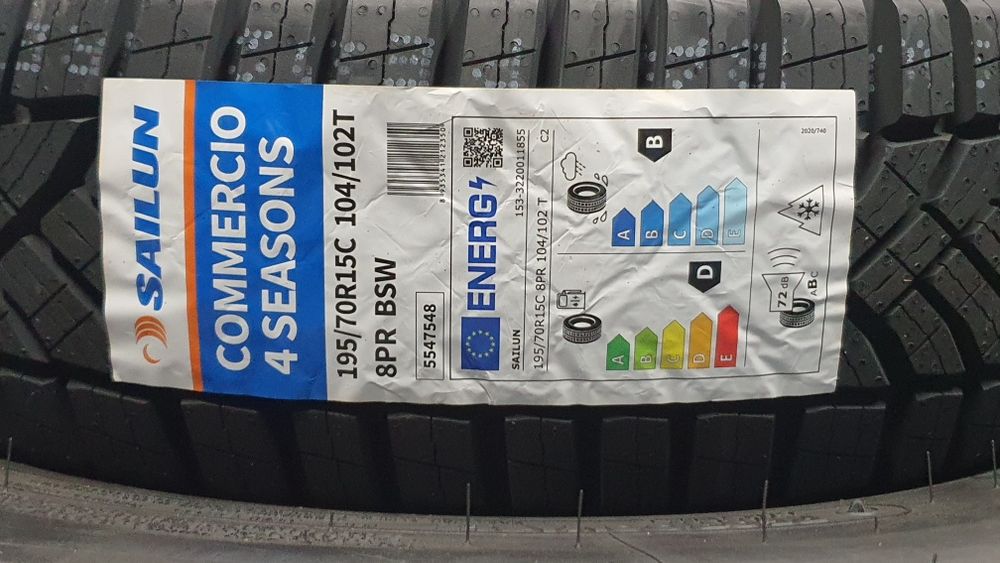 SAILUN
COMMERCIO
4 SEASONS
195/70R15C 104/102T
8PR BSW
5547548
ENERG
SAILUN
153-3220011855
195/70R15C 8PR 104/102 T
C2
A
B
C
D
E
D
A
B
C
D
E
B
72 dB
ABC
2020/740